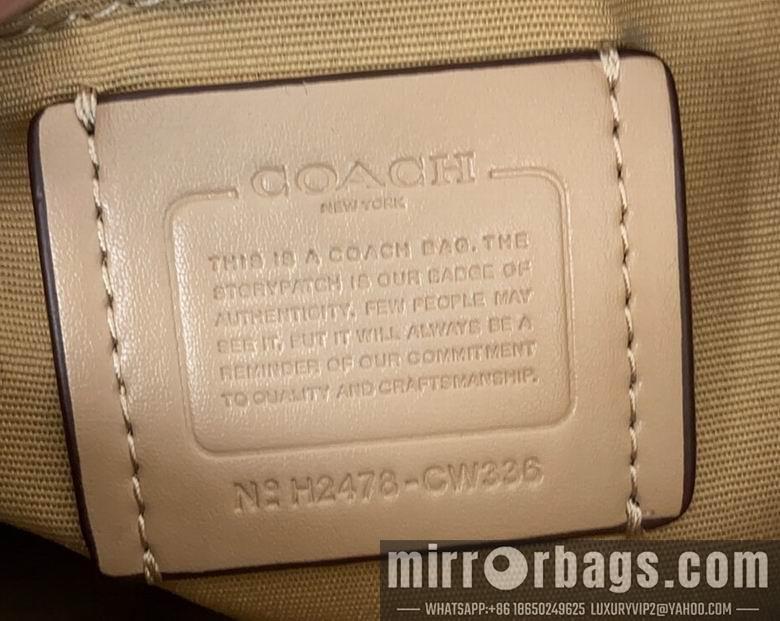 COACH
NEW YORK
THIS IS A COACH BAG. THE
STORYPATCH IS OUR BADGE OF
AUTHENTICITY. FEW PEOPLE MAY
SEE IT, BUT IT WILL ALWAYS BE A
REMINDER OF OUR COMMITMENT
TO QUALITY AND CRAFTSMANSHIP.
Nº H2478-CW336
mirrorbags.com
WHATSAPP:+86 18650249625 LUXURYVIP2@YAHOO.COM